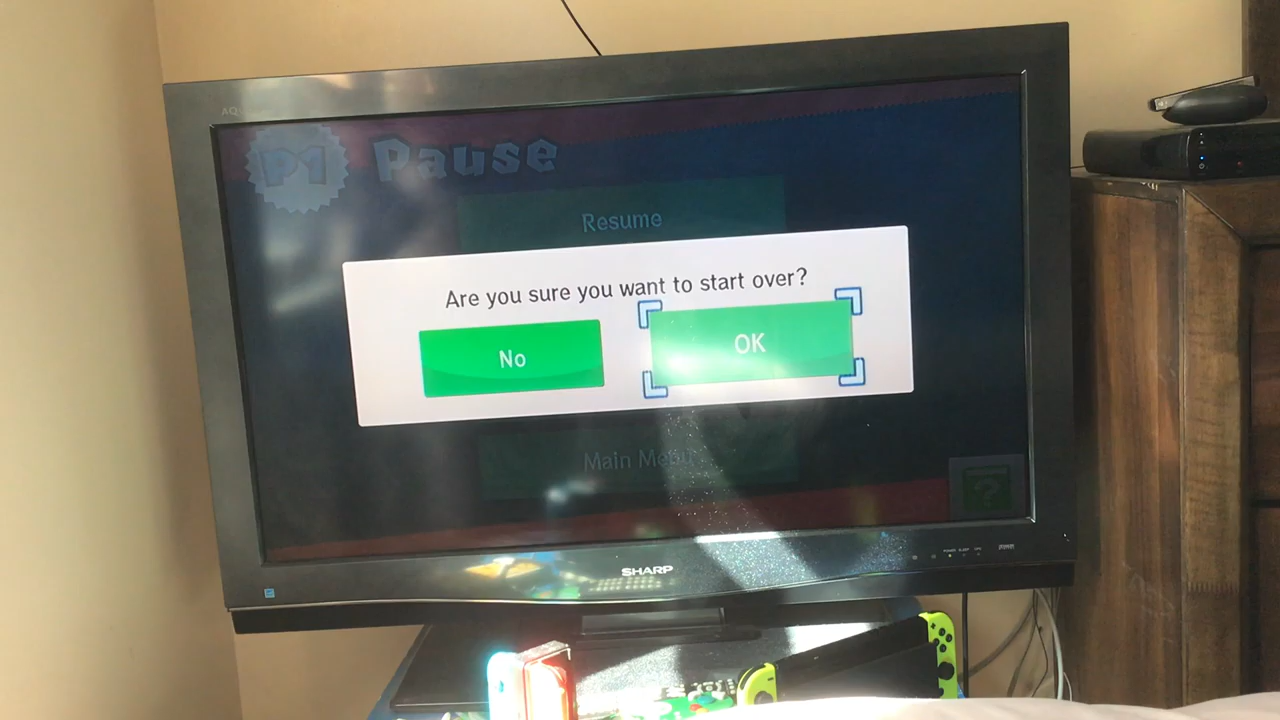 P1
Pause
Resume
Are you sure you want to start over?
No
OK
Main Menu
?
SHARP